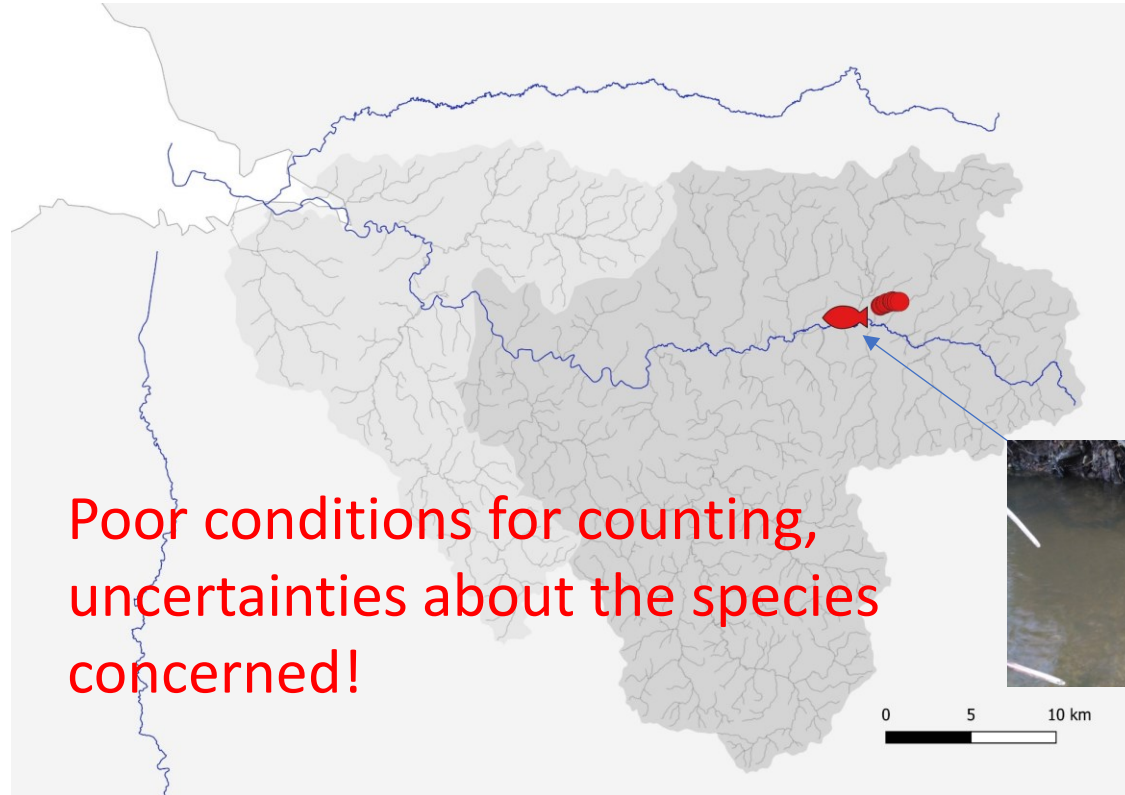 Poor conditions for counting,
uncertainties about the species
concerned!
0 5 10 km